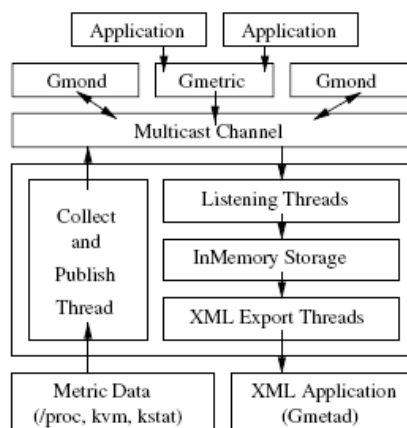 Application
Application
Gmond
Gmetric
Gmond
Multicast Channel
Collect
and
Publish
Thread
Listening Threads
InMemory Storage
XML Export Threads
Metric Data
(/proc, kvm, kstat)
XML Application
(Gmetad)